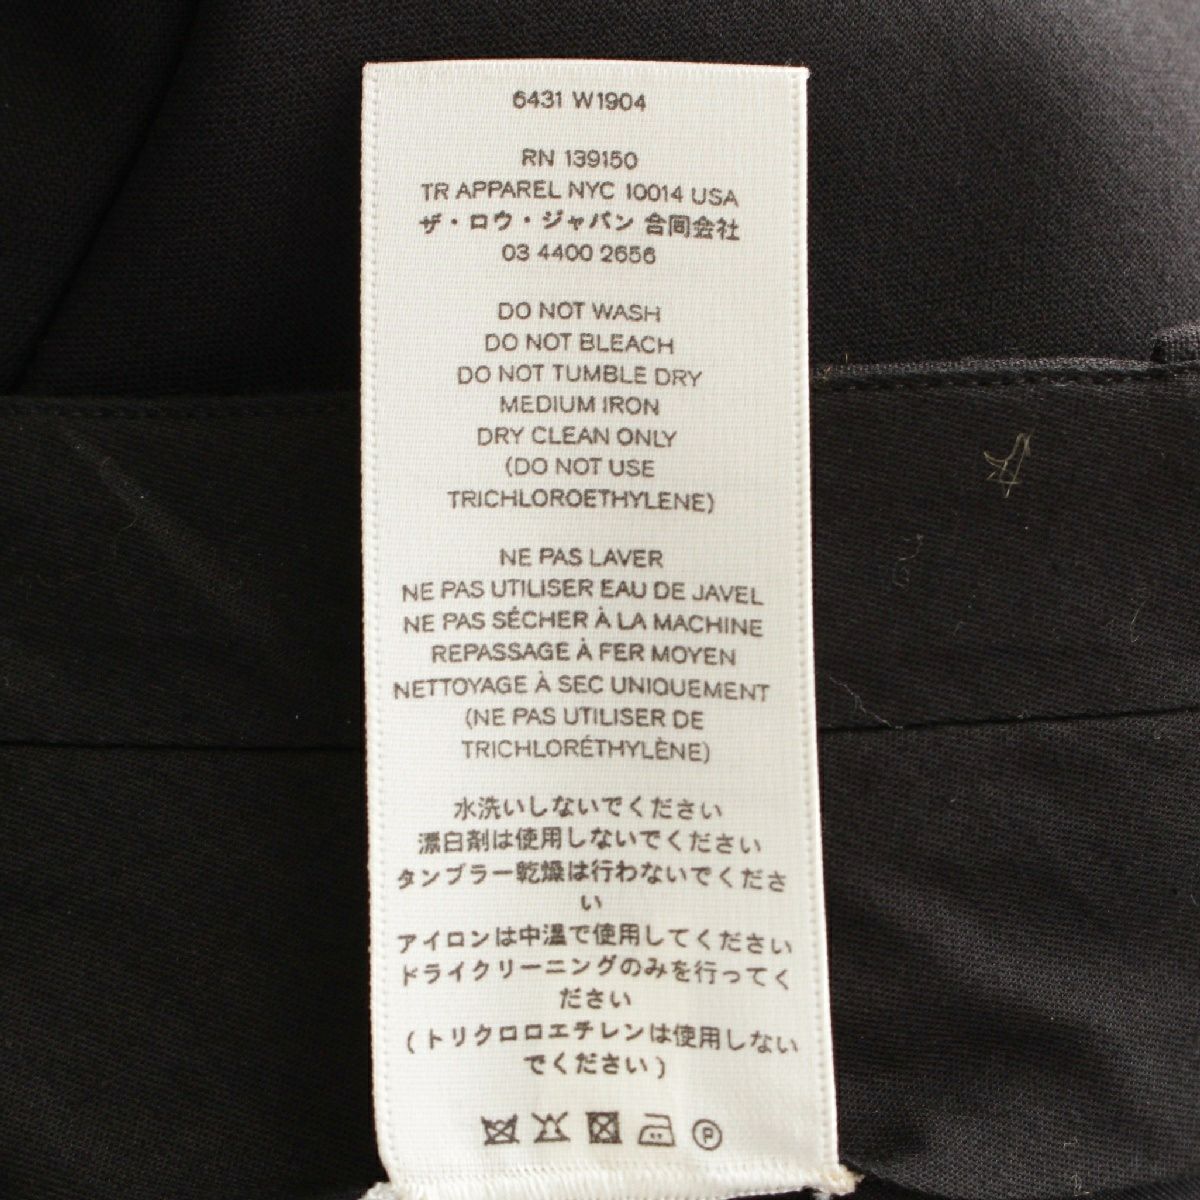 6431 W1904
RN 139150
TR APPAREL NYC 10014 USA
ザ・ロウ・ジャパン 合同会社
03 4400 2656
DO NOT WASH
DO NOT BLEACH
DO NOT TUMBLE DRY
MEDIUM IRON
DRY CLEAN ONLY
(DO NOT USE
TRICHLOROETHYLENE)
NE PAS LAVER
NE PAS UTILISER EAU DE JAVEL
NE PAS SÉCHER À LA MACHINE
REPASSAGE À FER MOYEN
NETTOYAGE À SEC UNIQUEMENT
(NE PAS UTILISER DE
TRICHLORÉTHYLÈNE)
水洗いしないでください
漂白剤は使用しないでください
タンブラー乾燥は行わないでくださ
い
アイロンは中温で使用してください
ドライクリーニングのみを行ってく
ださい
(トリクロロエチレンは使用しない
でください)
P